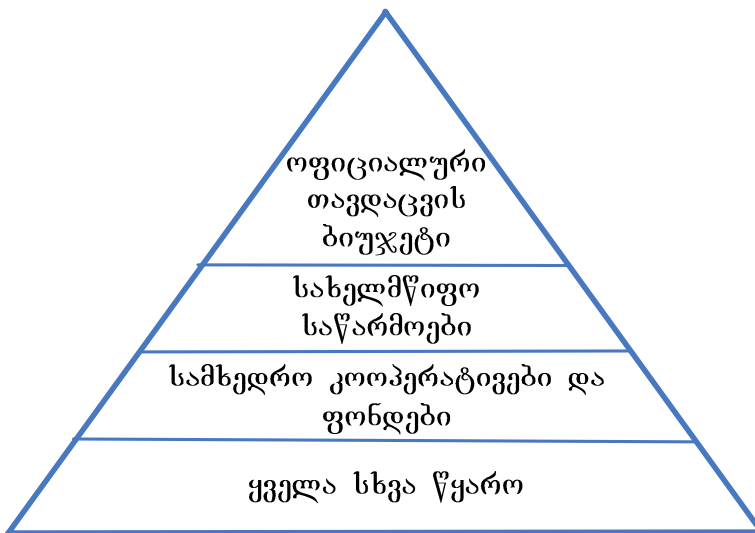 ოფიციალური
თავდაცვის
ბიუჯეტი
სახელმწიფო
საწარმოები
სამხედრო კოოპერატივები და
ფონდები
ყველა სხვა წყარო